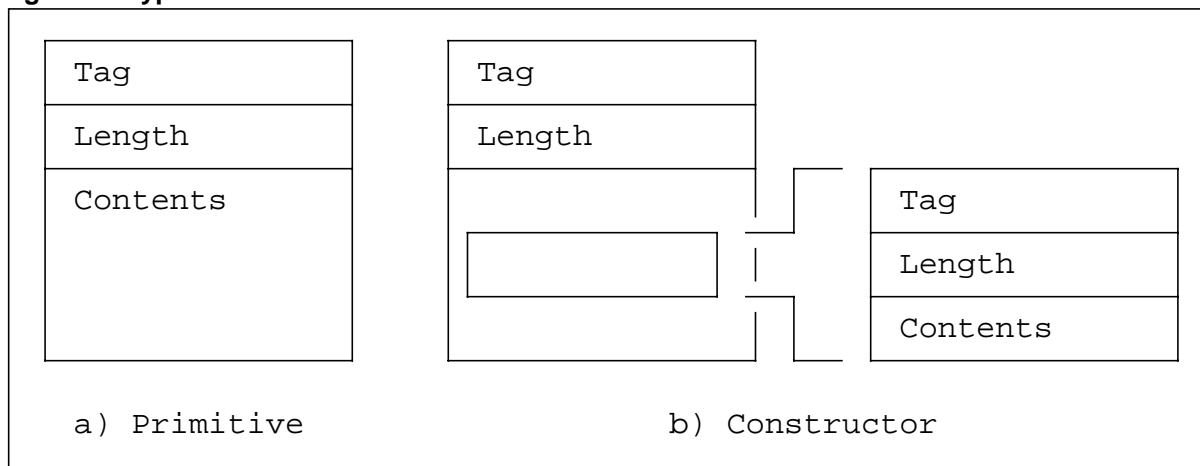 Tag
Length
Contents
Tag
Length
Tag
Length
Contents
a) Primitive
b) Constructor